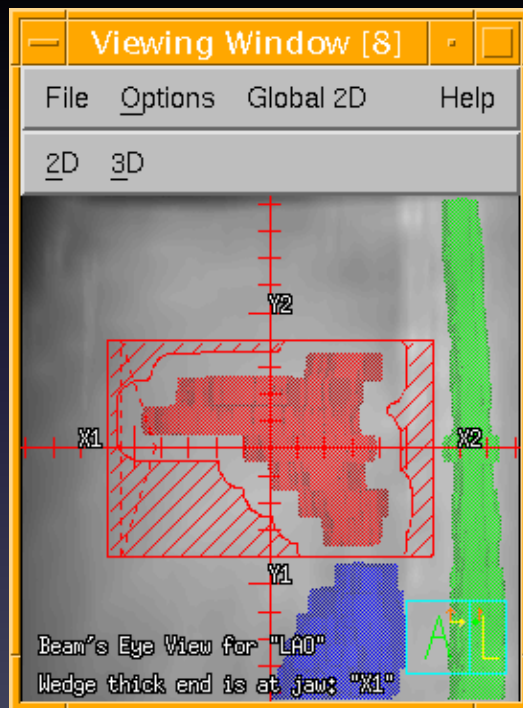 Viewing Window [8]
File Options Global 2D Help
2D 3D
Y2
X1 X2
Y1
A L
Beam's Eye View for "LAO"
Wedge thick end is at jaw: "X1"